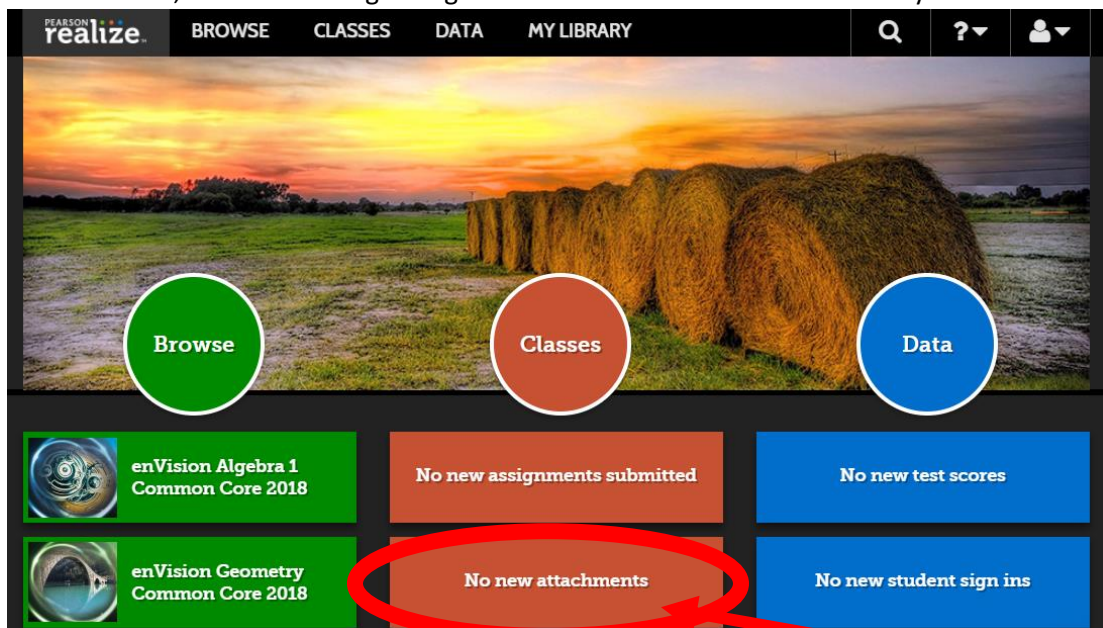 PEARSON
realize™
BROWSE
CLASSES
DATA
MY LIBRARY
?
Browse
Classes
Data
enVision Algebra 1
Common Core 2018
No new assignments submitted
No new test scores
enVision Geometry
Common Core 2018
No new attachments
No new student sign ins